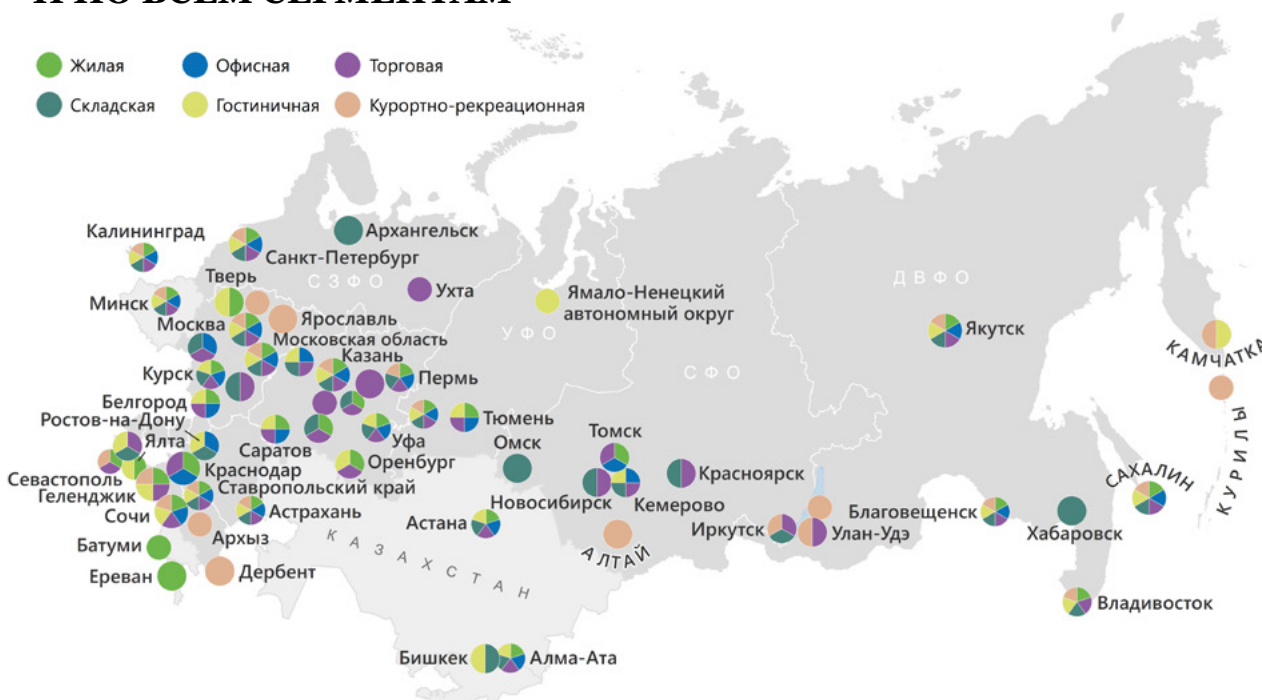 И ПО ВСЕМ СЕГМЕНТАМ
Жилая
Офисная
Торговая
Складская
Гостиничная
Курортно-рекреационная
Калининград
Архангельск
Санкт-Петербург
СЗФО
ДВФО
Тверь
Ухта
Ямало-Ненецкий
автономный округ
Минск
Ярославль
Москва
УФО
Якутск
Московская область
КАМЧАТКА
Казань
Курск
Пермь
СФО
Белгород
Ростов-на-Дону
Тюмень
КУРИЛЫ
Ялта
Саратов
Уфа
Омск
Томск
Севастополь
Краснодар
Оренбург
Красноярск
САХАЛИН
Геленджик
Ставропольский край
Новосибирск
Кемерово
Сочи
Астрахань
Астана
Благовещенск
Архыз
Иркутск
Улан-Удэ
Хабаровск
Батуми
КАЗАХСТАН
АЛТАЙ
Ереван
Дербент
Владивосток
Бишкек
Алма-Ата